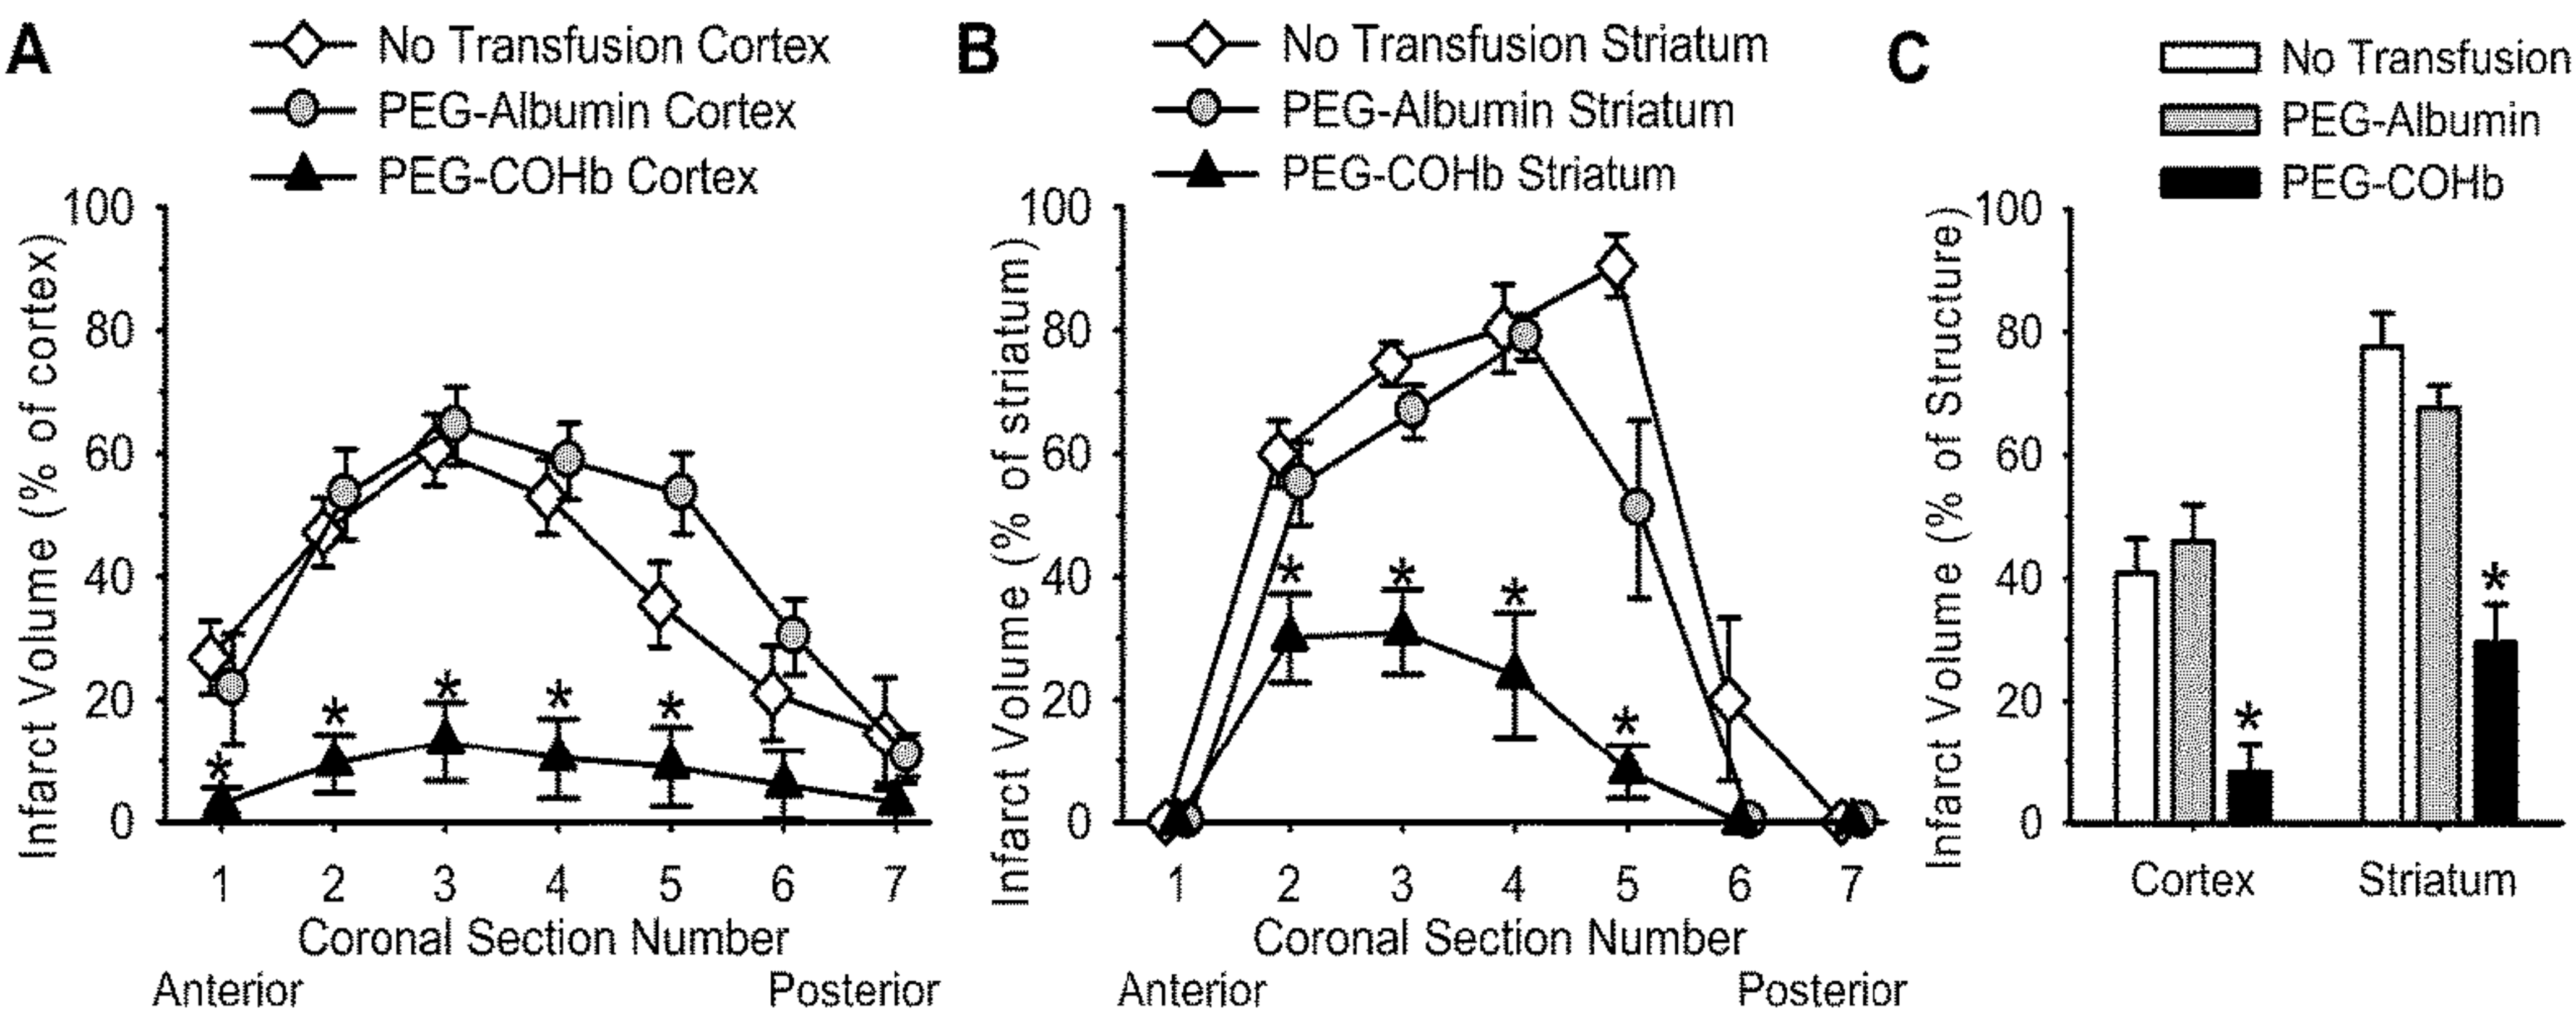 A
No Transfusion Cortex
PEG-Albumin Cortex
PEG-COHb Cortex
Infarct Volume (% of cortex)
100
80
60
40
20
0
* * * * *
1 2 3 4 5 6 7
Coronal Section Number
Anterior Posterior
B
No Transfusion Striatum
PEG-Albumin Striatum
PEG-COHb Striatum
Infarct Volume (% of striatum)
100
80
60
40
20
0
* * * *
1 2 3 4 5 6 7
Coronal Section Number
Anterior Posterior
C
No Transfusion
PEG-Albumin
PEG-COHb
Infarct Volume (% of Structure)
100
80
60
40
20
0
* *
Cortex Striatum